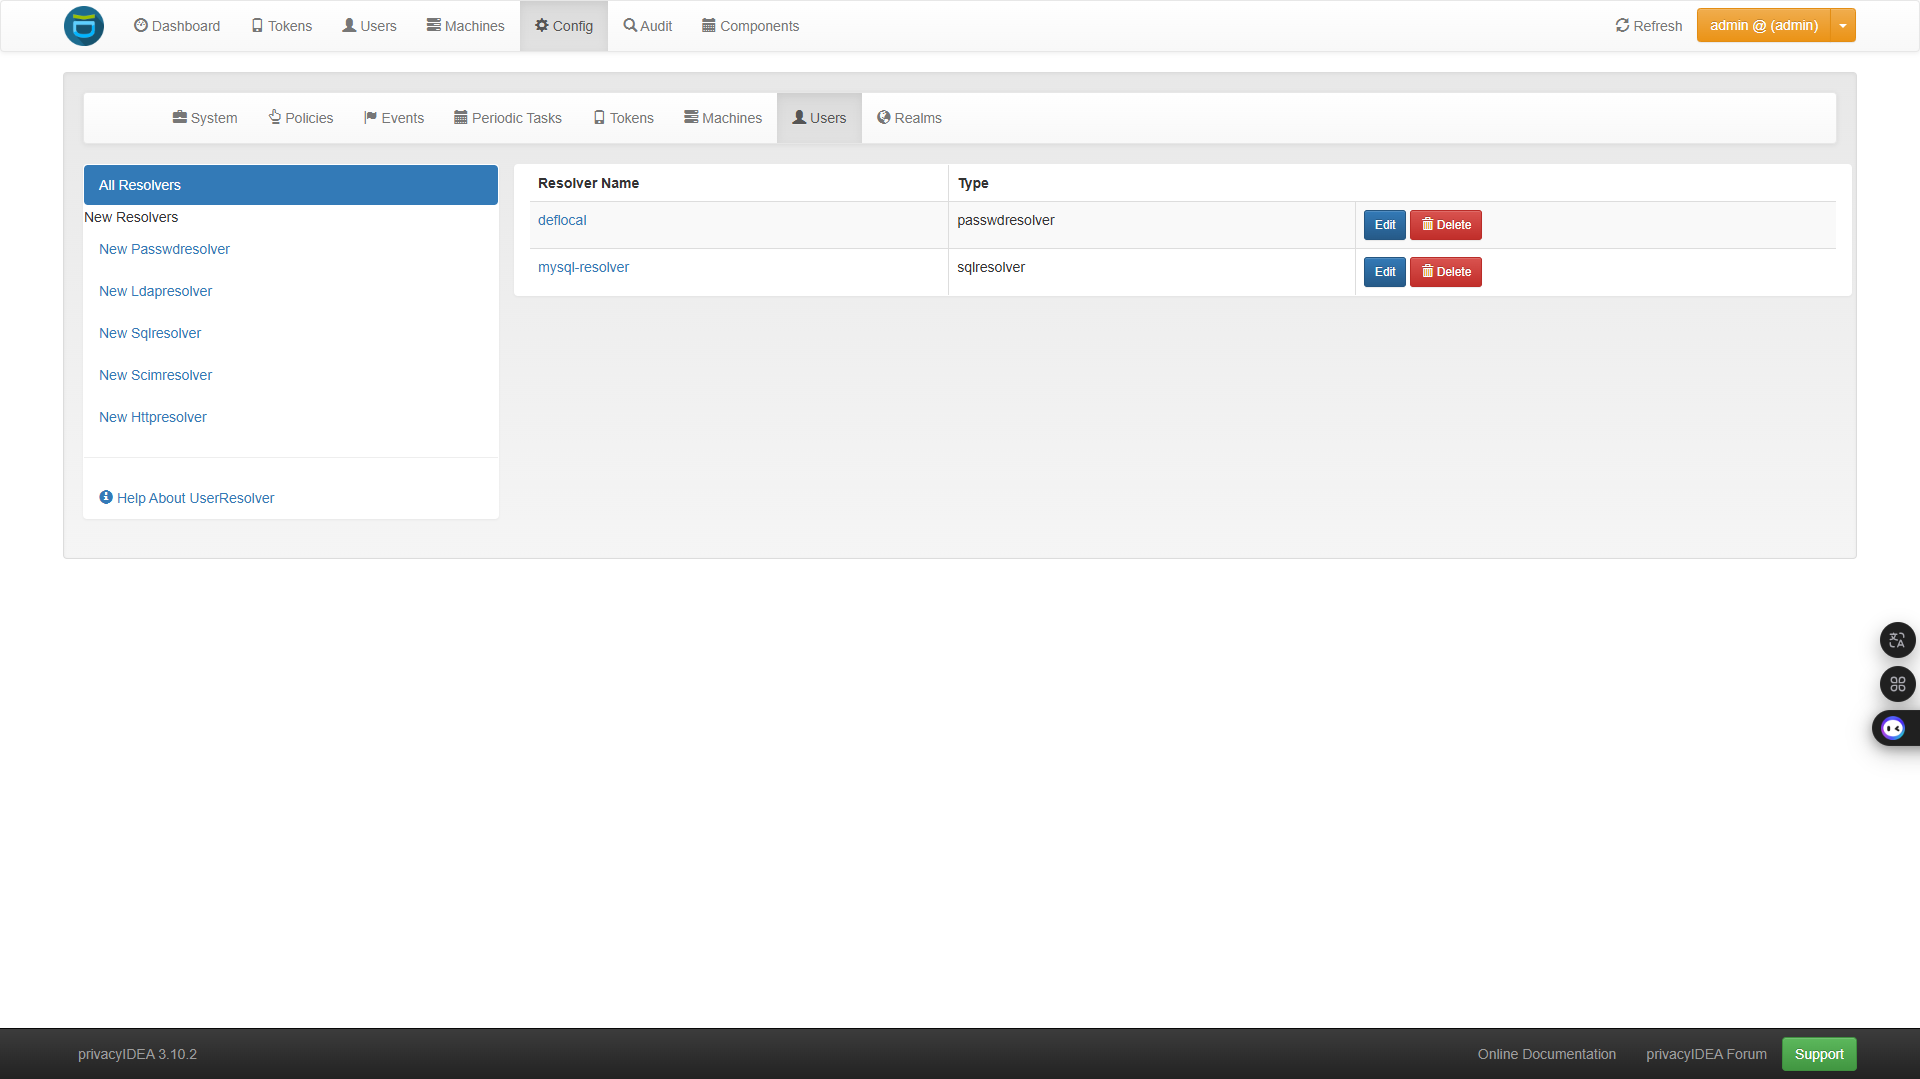 Dashboard Tokens Users Machines Config Audit Components Refresh admin @ (admin)
System Policies Events Periodic Tasks Tokens Machines Users Realms
All Resolvers
New Resolvers
New Passwdresolver
New Ldapresolver
New Sqlresolver
New Scimresolver
New Httpresolver
Help About UserResolver
Resolver Name Type
deflocal passwdresolver Edit Delete
mysql-resolver sqlresolver Edit Delete
privacyIDEA 3.10.2 Online Documentation privacyIDEA Forum Support